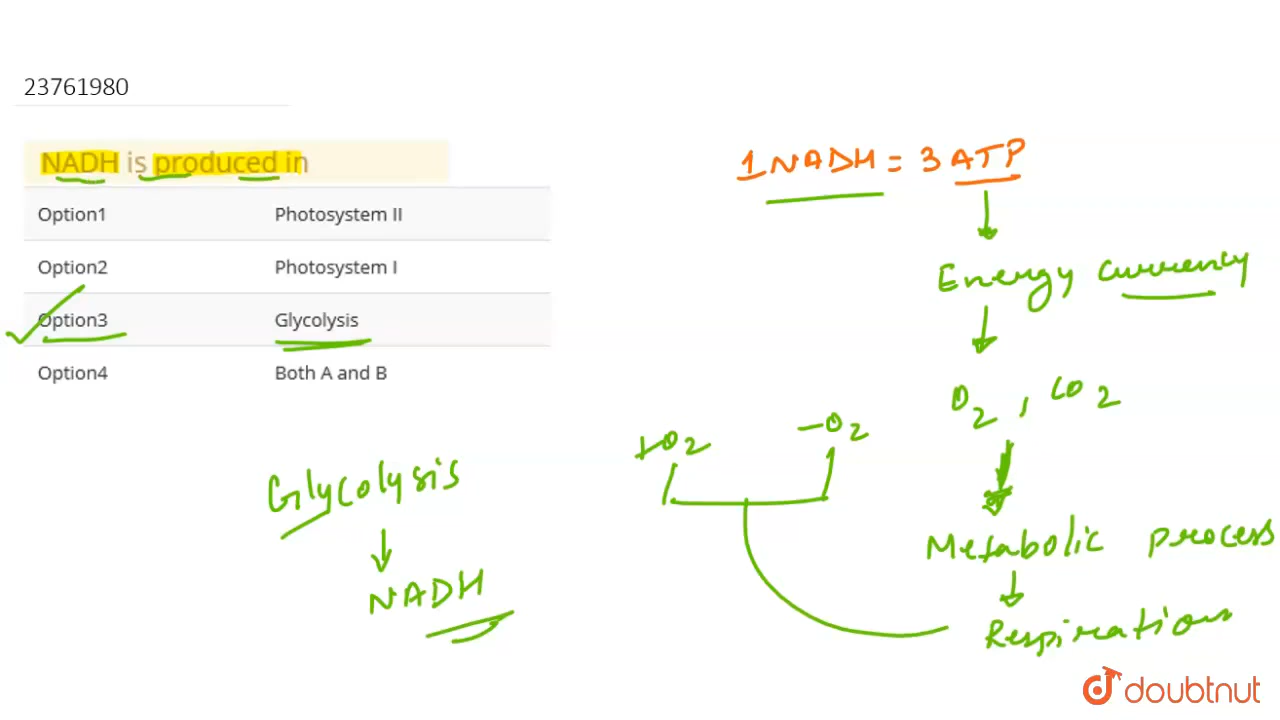 23761980
NADH is produced in
Option1 Photosystem II
Option2 Photosystem I
Option3 Glycolysis
Option4 Both A and B
1 NADH = 3 ATP
Energy currency
O2, CO2
+O2 -O2
Glycolysis
Metabolic process
NADH
Respirations
doubtnut